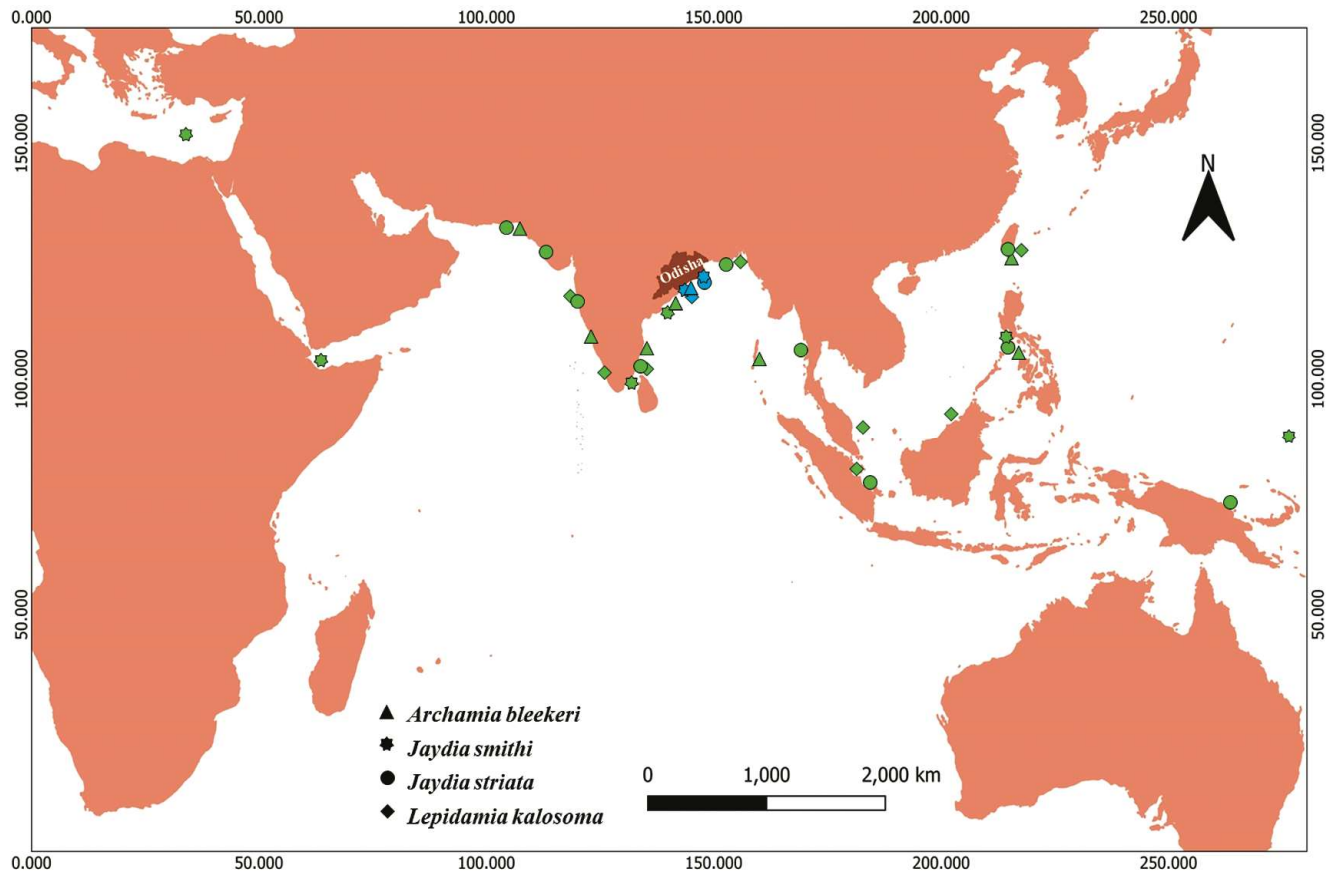 0.000 50.000 100.000 150.000 200.000 250.000
150.000 150.000
N
Odisha
100.000 100.000
50.000 50.000
Archamia bleekeri
Jaydia smithi
Jaydia striata
Lepidamia kalosoma
0 1,000 2,000 km
0.000 50.000 100.000 150.000 200.000 250.000